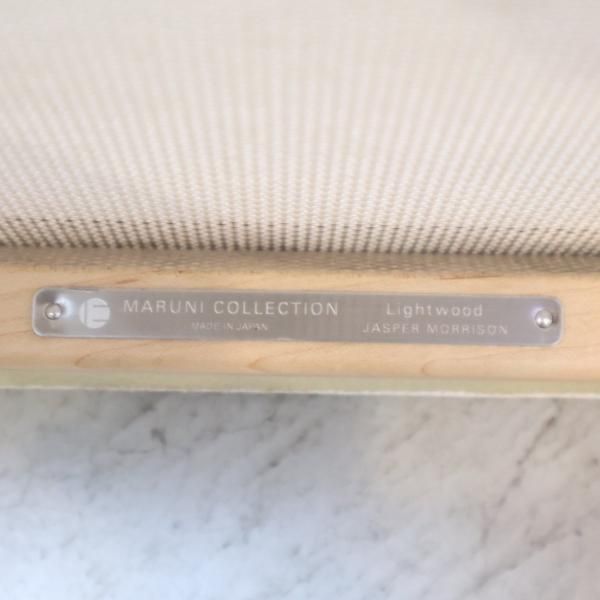 MARUNI COLLECTION
MADE IN JAPAN
Lightwood
JASPER MORRISON